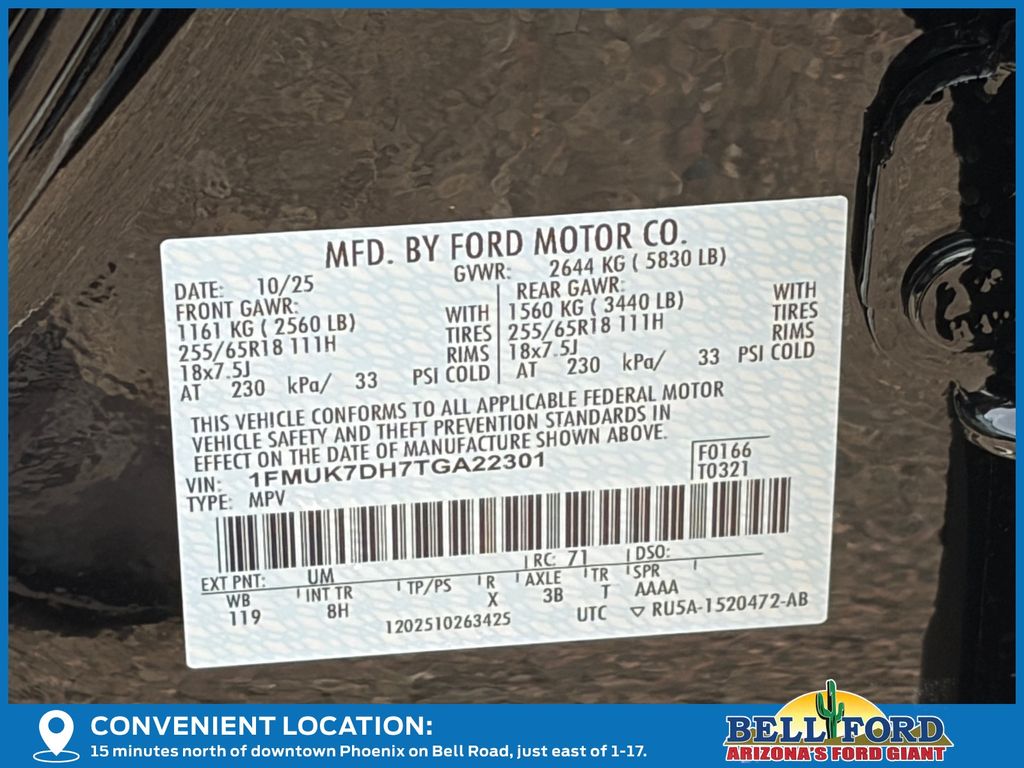 MFD. BY FORD MOTOR CO.
DATE: 10/25 GVWR: 2644 KG ( 5830 LB)
FRONT GAWR: REAR GAWR:
1161 KG ( 2560 LB) WITH 1560 KG ( 3440 LB) WITH
255/65R18 111H TIRES 255/65R18 111H TIRES
18x7.5J RIMS 18x7.5J RIMS
AT 230 kPa/ 33 PSI COLD AT 230 kPa/ 33 PSI COLD
THIS VEHICLE CONFORMS TO ALL APPLICABLE FEDERAL MOTOR
VEHICLE SAFETY AND THEFT PREVENTION STANDARDS IN
EFFECT ON THE DATE OF MANUFACTURE SHOWN ABOVE.
VIN: 1FMUK7DH7TGA22301 F0166
TYPE: MPV T0321
EXT PNT: UM RC: 71 DSO:
WB INT TR TP/PS R AXLE TR SPR
119 8H X 3B T AAAA
1202510263425 UTC ▽ RU5A-1520472-AB
CONVENIENT LOCATION:
15 minutes north of downtown Phoenix on Bell Road, just east of 1-17.
BELL FORD
ARIZONA'S FORD GIANT